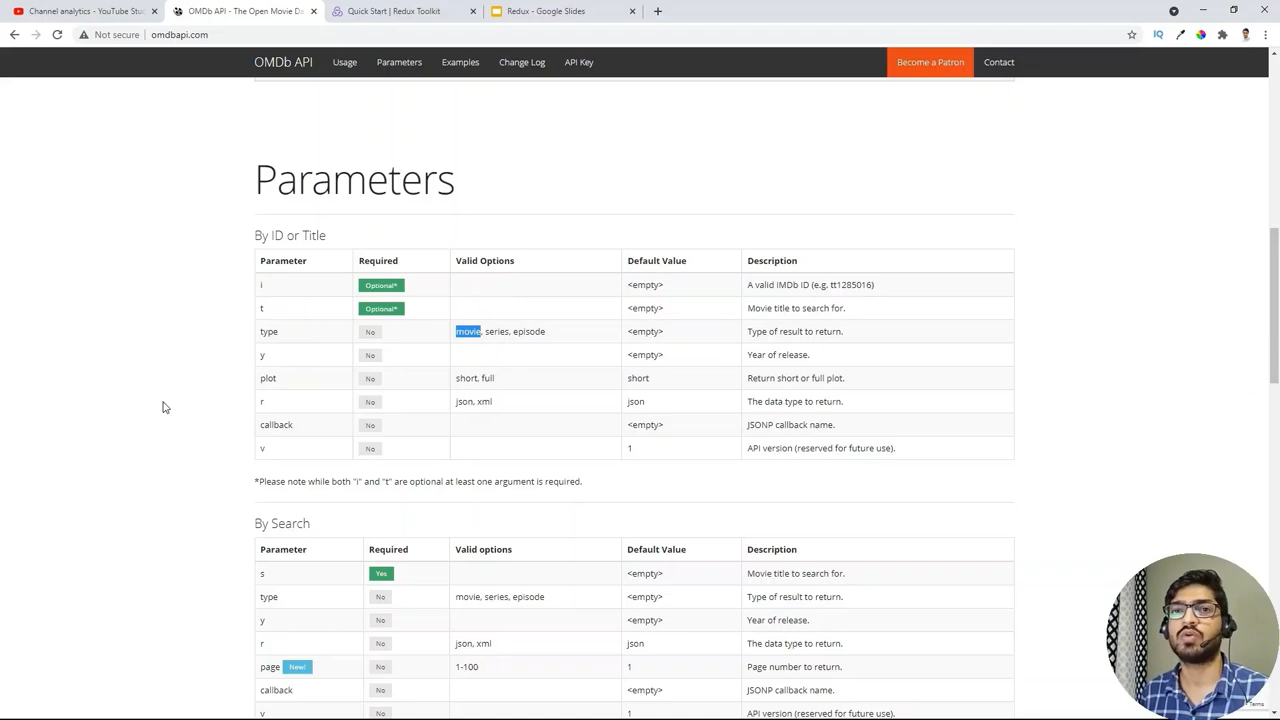 Channel analytics - YouTube Stu
OMDb API - The Open Movie Da
Quick Start | Redux Toolkit
Redux - Google Slides
Not secure | omdbapi.com
OMDb API Usage Parameters Examples Change Log API Key Become a Patron Contact
Parameters
By ID or Title
Parameter Required Valid Options Default Value Description
i Optional* <empty> A valid IMDb ID (e.g. tt1285016)
t Optional* <empty> Movie title to search for.
type No movie, series, episode <empty> Type of result to return.
y No <empty> Year of release.
plot No short, full short Return short or full plot.
r No json, xml json The data type to return.
callback No <empty> JSONP callback name.
v No 1 API version (reserved for future use).
*Please note while both "i" and "t" are optional at least one argument is required.
By Search
Parameter Required Valid options Default Value Description
s Yes <empty> Movie title to search for.
type No movie, series, episode <empty> Type of result to return.
y No <empty> Year of release.
r No json, xml json The data type to return.
page New! No 1-100 1 Page number to return.
callback No <empty> JSONP callback name.
v No 1 API version (reserved for future use).
Terms